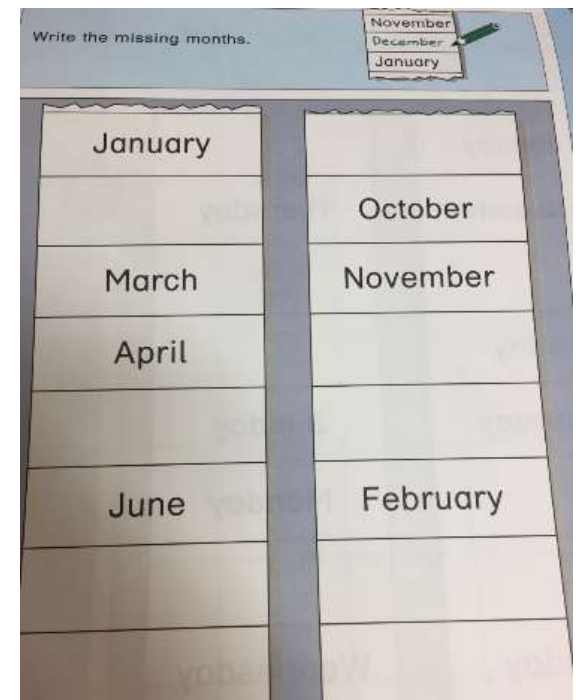 Write the missing months.
November
December
January
January
March
April
June
October
November
February